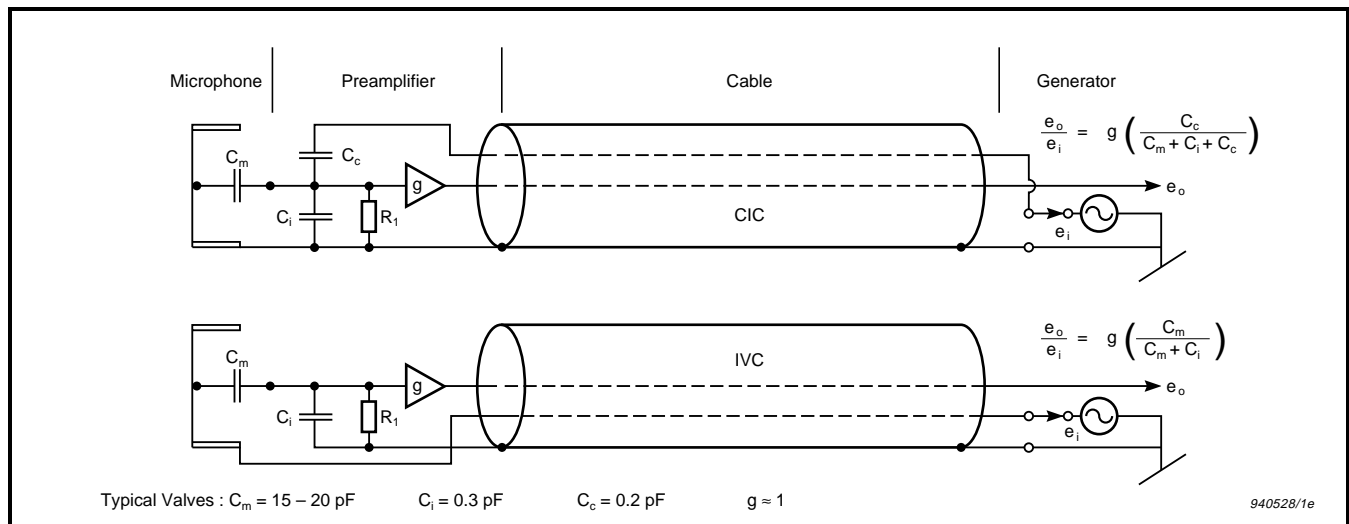 Microphone Preamplifier Cable Generator
e_o / e_i = g ( C_c / C_m + C_i + C_c )
C_m
C_c
g
e_o
C_i
R_1
CIC
e_i
e_o / e_i = g ( C_m / C_m + C_i )
C_m
IVC
g
e_o
C_i
R_1
e_i
Typical Valves : C_m = 15 – 20 pF C_i = 0.3 pF C_c = 0.2 pF g ≈ 1
940528/1e